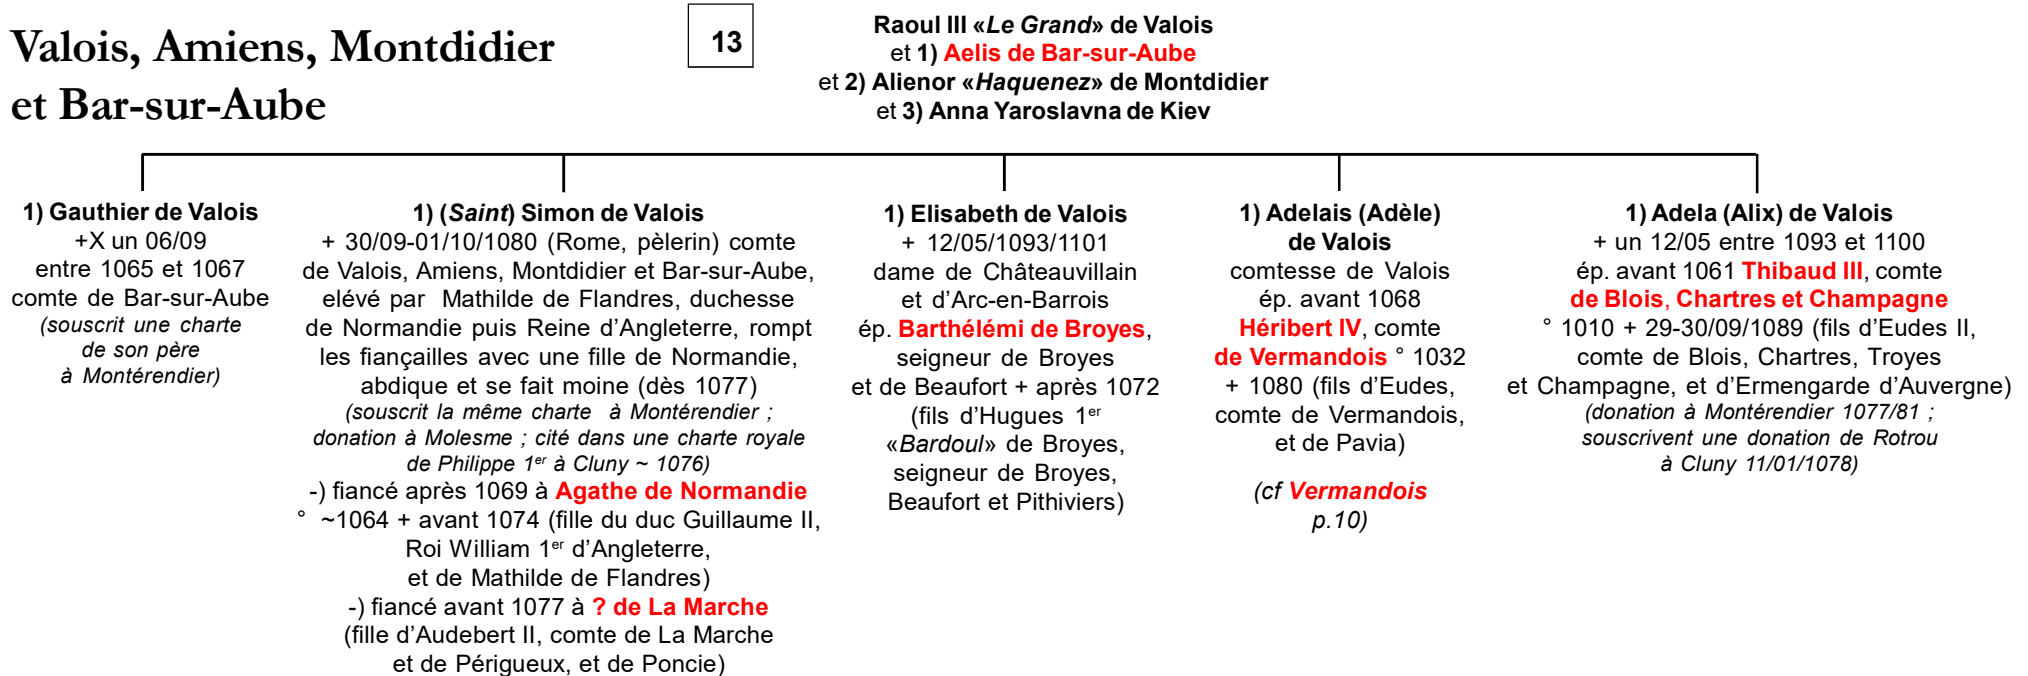 Valois, Amiens, Montdidier
et Bar-sur-Aube
13
Raoul III «Le Grand» de Valois
et 1) Aelis de Bar-sur-Aube
et 2) Alienor «Haquenez» de Montdidier
et 3) Anna Yaroslavna de Kiev
1) Gauthier de Valois
+X un 06/09
entre 1065 et 1067
comte de Bar-sur-Aube
(souscrit une charte
de son père
à Montérendier)
1) (Saint) Simon de Valois
+ 30/09-01/10/1080 (Rome, pèlerin) comte
de Valois, Amiens, Montdidier et Bar-sur-Aube,
elévé par Mathilde de Flandres, duchesse
de Normandie puis Reine d’Angleterre, rompt
les fiançailles avec une fille de Normandie,
abdique et se fait moine (dès 1077)
(souscrit la même charte à Montérendier ;
donation à Molesme ; cité dans une charte royale
de Philippe 1er à Cluny ~ 1076)
-) fiancé après 1069 à Agathe de Normandie
° ~1064 + avant 1074 (fille du duc Guillaume II,
Roi William 1er d’Angleterre,
et de Mathilde de Flandres)
-) fiancé avant 1077 à ? de La Marche
(fille d’Audebert II, comte de La Marche
et de Périgueux, et de Poncie)
1) Elisabeth de Valois
+ 12/05/1093/1101
dame de Châteauvillain
et d’Arc-en-Barrois
ép. Barthélémi de Broyes,
seigneur de Broyes
et de Beaufort + après 1072
(fils d’Hugues 1er
«Bardoul» de Broyes,
seigneur de Broyes,
Beaufort et Pithiviers)
1) Adelais (Adèle)
de Valois
comtesse de Valois
ép. avant 1068
Héribert IV, comte
de Vermandois ° 1032
+ 1080 (fils d’Eudes,
comte de Vermandois,
et de Pavia)
(cf Vermandois
p.10)
1) Adela (Alix) de Valois
+ un 12/05 entre 1093 et 1100
ép. avant 1061 Thibaud III, comte
de Blois, Chartres et Champagne
° 1010 + 29-30/09/1089 (fils d’Eudes II,
comte de Blois, Chartres, Troyes
et Champagne, et d’Ermengarde d’Auvergne)
(donation à Montérendier 1077/81 ;
souscrivent une donation de Rotrou
à Cluny 11/01/1078)